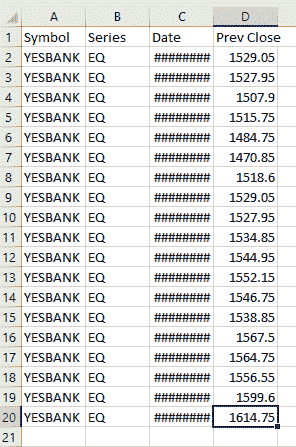 A B C D
1 Symbol Series Date Prev Close
2 YESBANK EQ ######## 1529.05
3 YESBANK EQ ######## 1527.95
4 YESBANK EQ ######## 1507.9
5 YESBANK EQ ######## 1515.75
6 YESBANK EQ ######## 1484.75
7 YESBANK EQ ######## 1470.85
8 YESBANK EQ ######## 1518.6
9 YESBANK EQ ######## 1529.05
10 YESBANK EQ ######## 1527.95
11 YESBANK EQ ######## 1534.85
12 YESBANK EQ ######## 1544.95
13 YESBANK EQ ######## 1552.15
14 YESBANK EQ ######## 1546.75
15 YESBANK EQ ######## 1538.85
16 YESBANK EQ ######## 1567.5
17 YESBANK EQ ######## 1564.75
18 YESBANK EQ ######## 1556.55
19 YESBANK EQ ######## 1599.6
20 YESBANK EQ ######## 1614.75
21